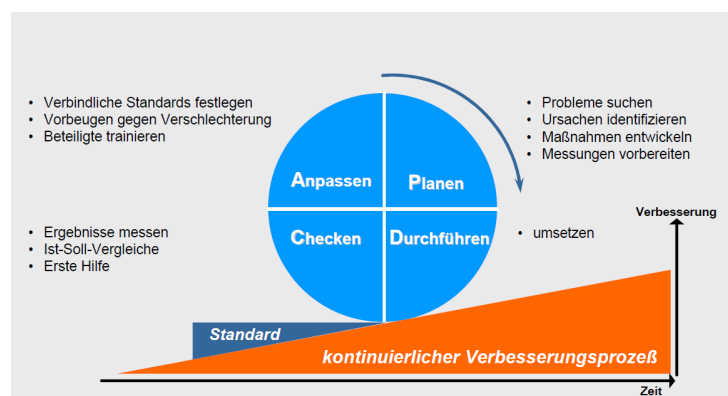 • Verbindliche Standards festlegen
• Vorbeugen gegen Verschlechterung
• Beteiligte trainieren
• Probleme suchen
• Ursachen identifizieren
• Maßnahmen entwickeln
• Messungen vorbereiten
Anpassen
Planen
Checken
Durchführen
• Ergebnisse messen
• Ist-Soll-Vergleiche
• Erste Hilfe
• umsetzen
Verbesserung
Standard
kontinuierlicher Verbesserungsprozeß
Zeit